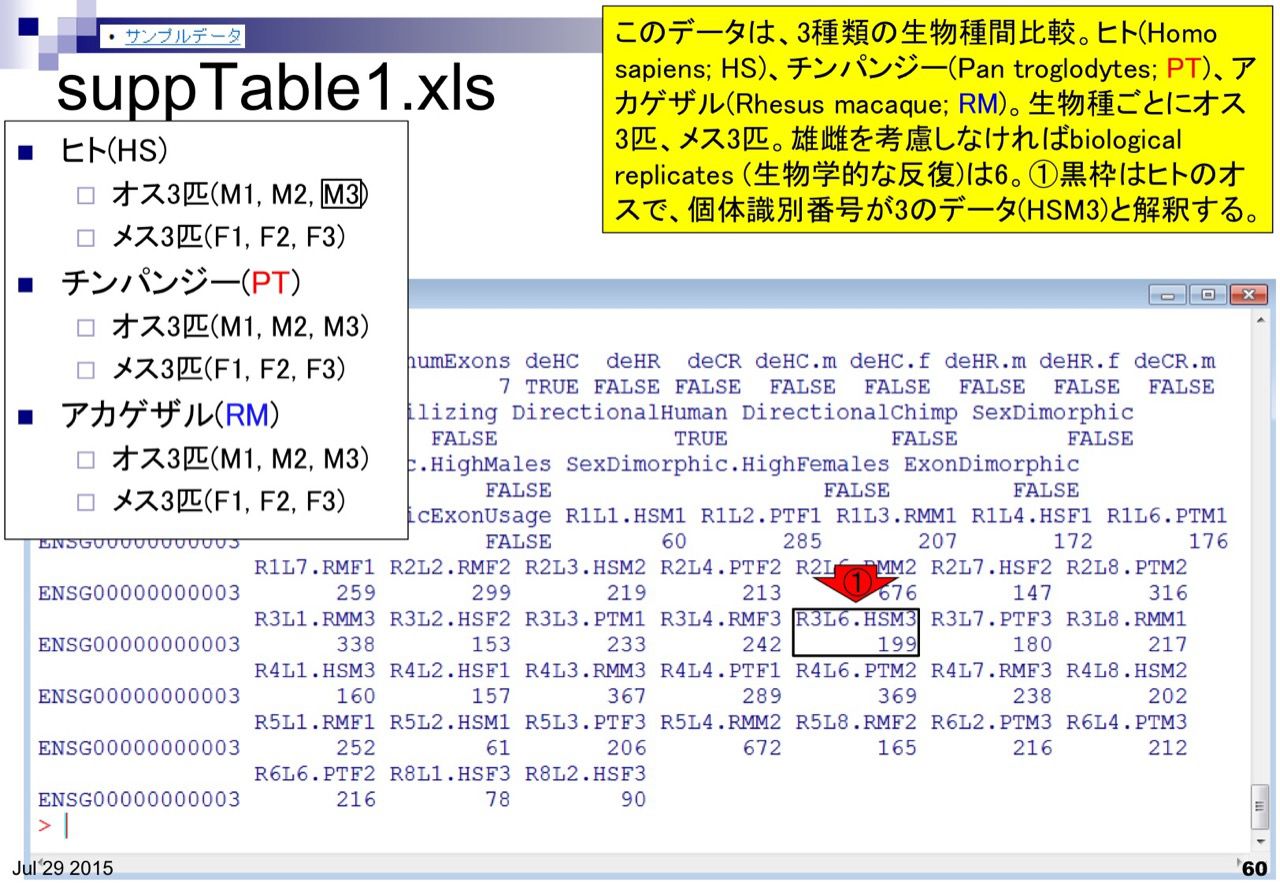 • サンプルデータ
suppTable1.xls
このデータは、3種類の生物種間比較。ヒト(Homo
sapiens; HS)、チンパンジー(Pan troglodytes; PT)、ア
カゲザル(Rhesus macaque; RM)。生物種ごとにオス
3匹、メス3匹。雄雌を考慮しなければbiological
replicates (生物学的な反復)は6。①黒枠はヒトのオ
スで、個体識別番号が3のデータ(HSM3)と解釈する。
■ ヒト(HS)
□ オス3匹(M1, M2, M3)
□ メス3匹(F1, F2, F3)
■ チンパンジー(PT)
□ オス3匹(M1, M2, M3)
□ メス3匹(F1, F2, F3)
■ アカゲザル(RM)
□ オス3匹(M1, M2, M3)
□ メス3匹(F1, F2, F3)
numExons deHC deHR deCR deHC.m deHC.f deHR.m deHR.f deCR.m
7 TRUE FALSE FALSE FALSE FALSE FALSE FALSE FALSE
ilizing DirectionalHuman DirectionalChimp SexDimorphic
FALSE TRUE FALSE FALSE
c.HighMales SexDimorphic.HighFemales ExonDimorphic
FALSE FALSE FALSE
icExonUsage R1L1.HSM1 R1L2.PTF1 R1L3.RMM1 R1L4.HSF1 R1L6.PTM1
ENSG00000000003 FALSE 60 285 207 172 176
R1L7.RMF1 R2L2.RMF2 R2L3.HSM2 R2L4.PTF2 R2L6.RMM2 R2L7.HSF2 R2L8.PTM2
ENSG00000000003 259 299 219 213 ① 676 147 316
R3L1.RMM3 R3L2.HSF2 R3L3.PTM1 R3L4.RMF3 R3L6.HSM3 R3L7.PTF3 R3L8.RMM1
ENSG00000000003 338 153 233 242 199 180 217
R4L1.HSM3 R4L2.HSF1 R4L3.RMM3 R4L4.PTF1 R4L6.PTM2 R4L7.RMF3 R4L8.HSM2
ENSG00000000003 160 157 367 289 369 238 202
R5L1.RMF1 R5L2.HSM1 R5L3.PTF3 R5L4.RMM2 R5L8.RMF2 R6L2.PTM3 R6L4.PTM3
ENSG00000000003 252 61 206 672 165 216 212
R6L6.PTF2 R8L1.HSF3 R8L2.HSF3
ENSG00000000003 216 78 90
> |
Jul 29 2015
60